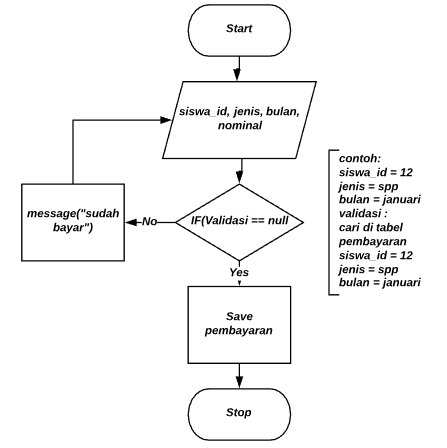 Start
siswa_id, jenis, bulan,
nominal
contoh:
siswa_id = 12
jenis = spp
bulan = januari
validasi :
cari di tabel
pembayaran
siswa_id = 12
jenis = spp
bulan = januari
message("sudah
bayar")
No
IF(Validasi == null
Yes
Save
pembayaran
Stop